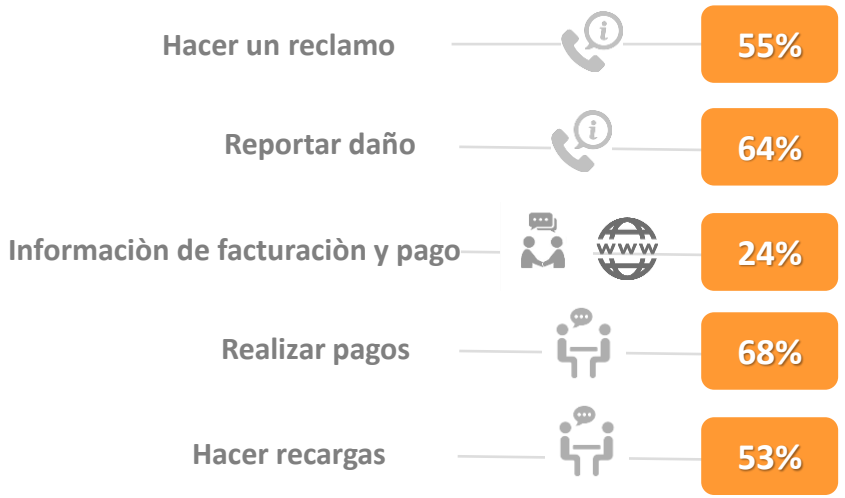 Hacer un reclamo
i
55%
Reportar daño
i
64%
Informaciòn de facturaciòn y pago
www
24%
Realizar pagos
68%
Hacer recargas
53%